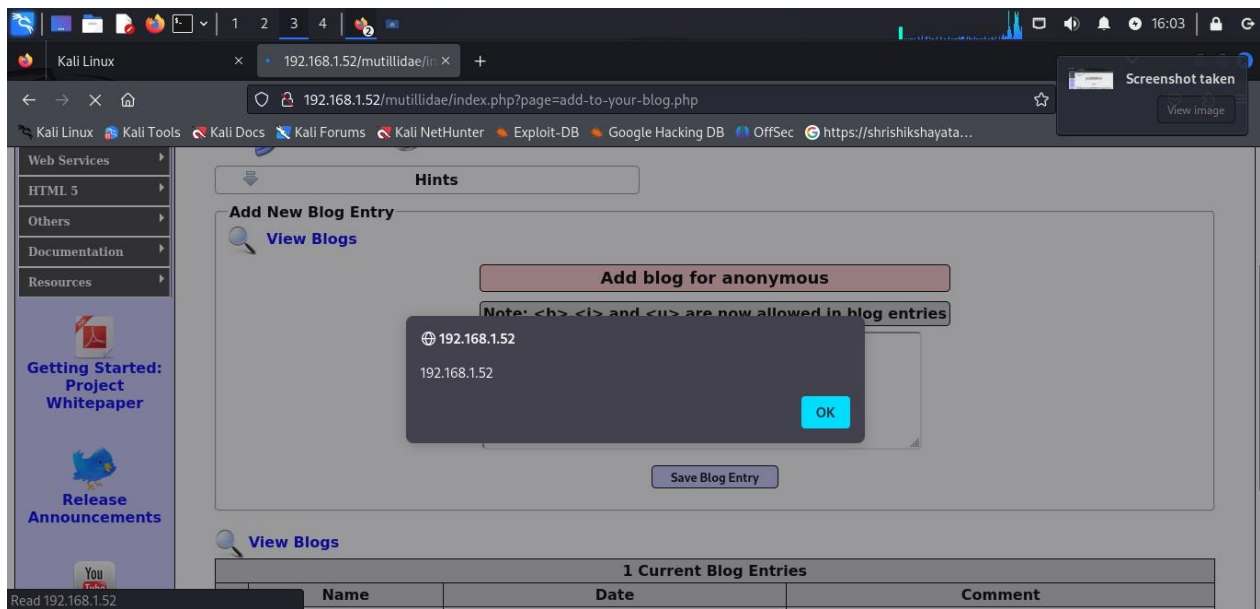 1 2 3 4 2 16:03
Kali Linux × 192.168.1.52/mutillidae/in × +
Screenshot taken
View image
192.168.1.52/mutillidae/index.php?page=add-to-your-blog.php
Kali Linux Kali Tools Kali Docs Kali Forums Kali NetHunter Exploit-DB Google Hacking DB OffSec https://shrishikshayata...
Web Services
HTML 5
Others
Documentation
Resources
Getting Started:
Project
Whitepaper
Release
Announcements
You
Tube
Hints
Add New Blog Entry
View Blogs
Add blog for anonymous
Note: <b>,<i> and <u> are now allowed in blog entries
192.168.1.52
192.168.1.52
OK
Save Blog Entry
View Blogs
1 Current Blog Entries
Name Date Comment
Read 192.168.1.52